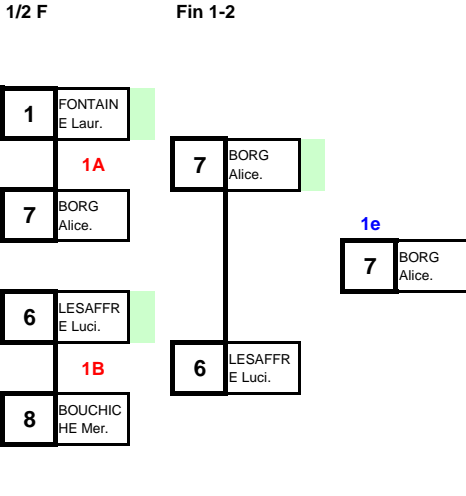 1/2 F
Fin 1-2
1
FONTAIN
E Laur.
1A
7
BORG
Alice.
6
LESAFFR
E Luci.
1B
8
BOUCHIC
HE Mer.
7
BORG
Alice.
6
LESAFFR
E Luci.
1e
7
BORG
Alice.